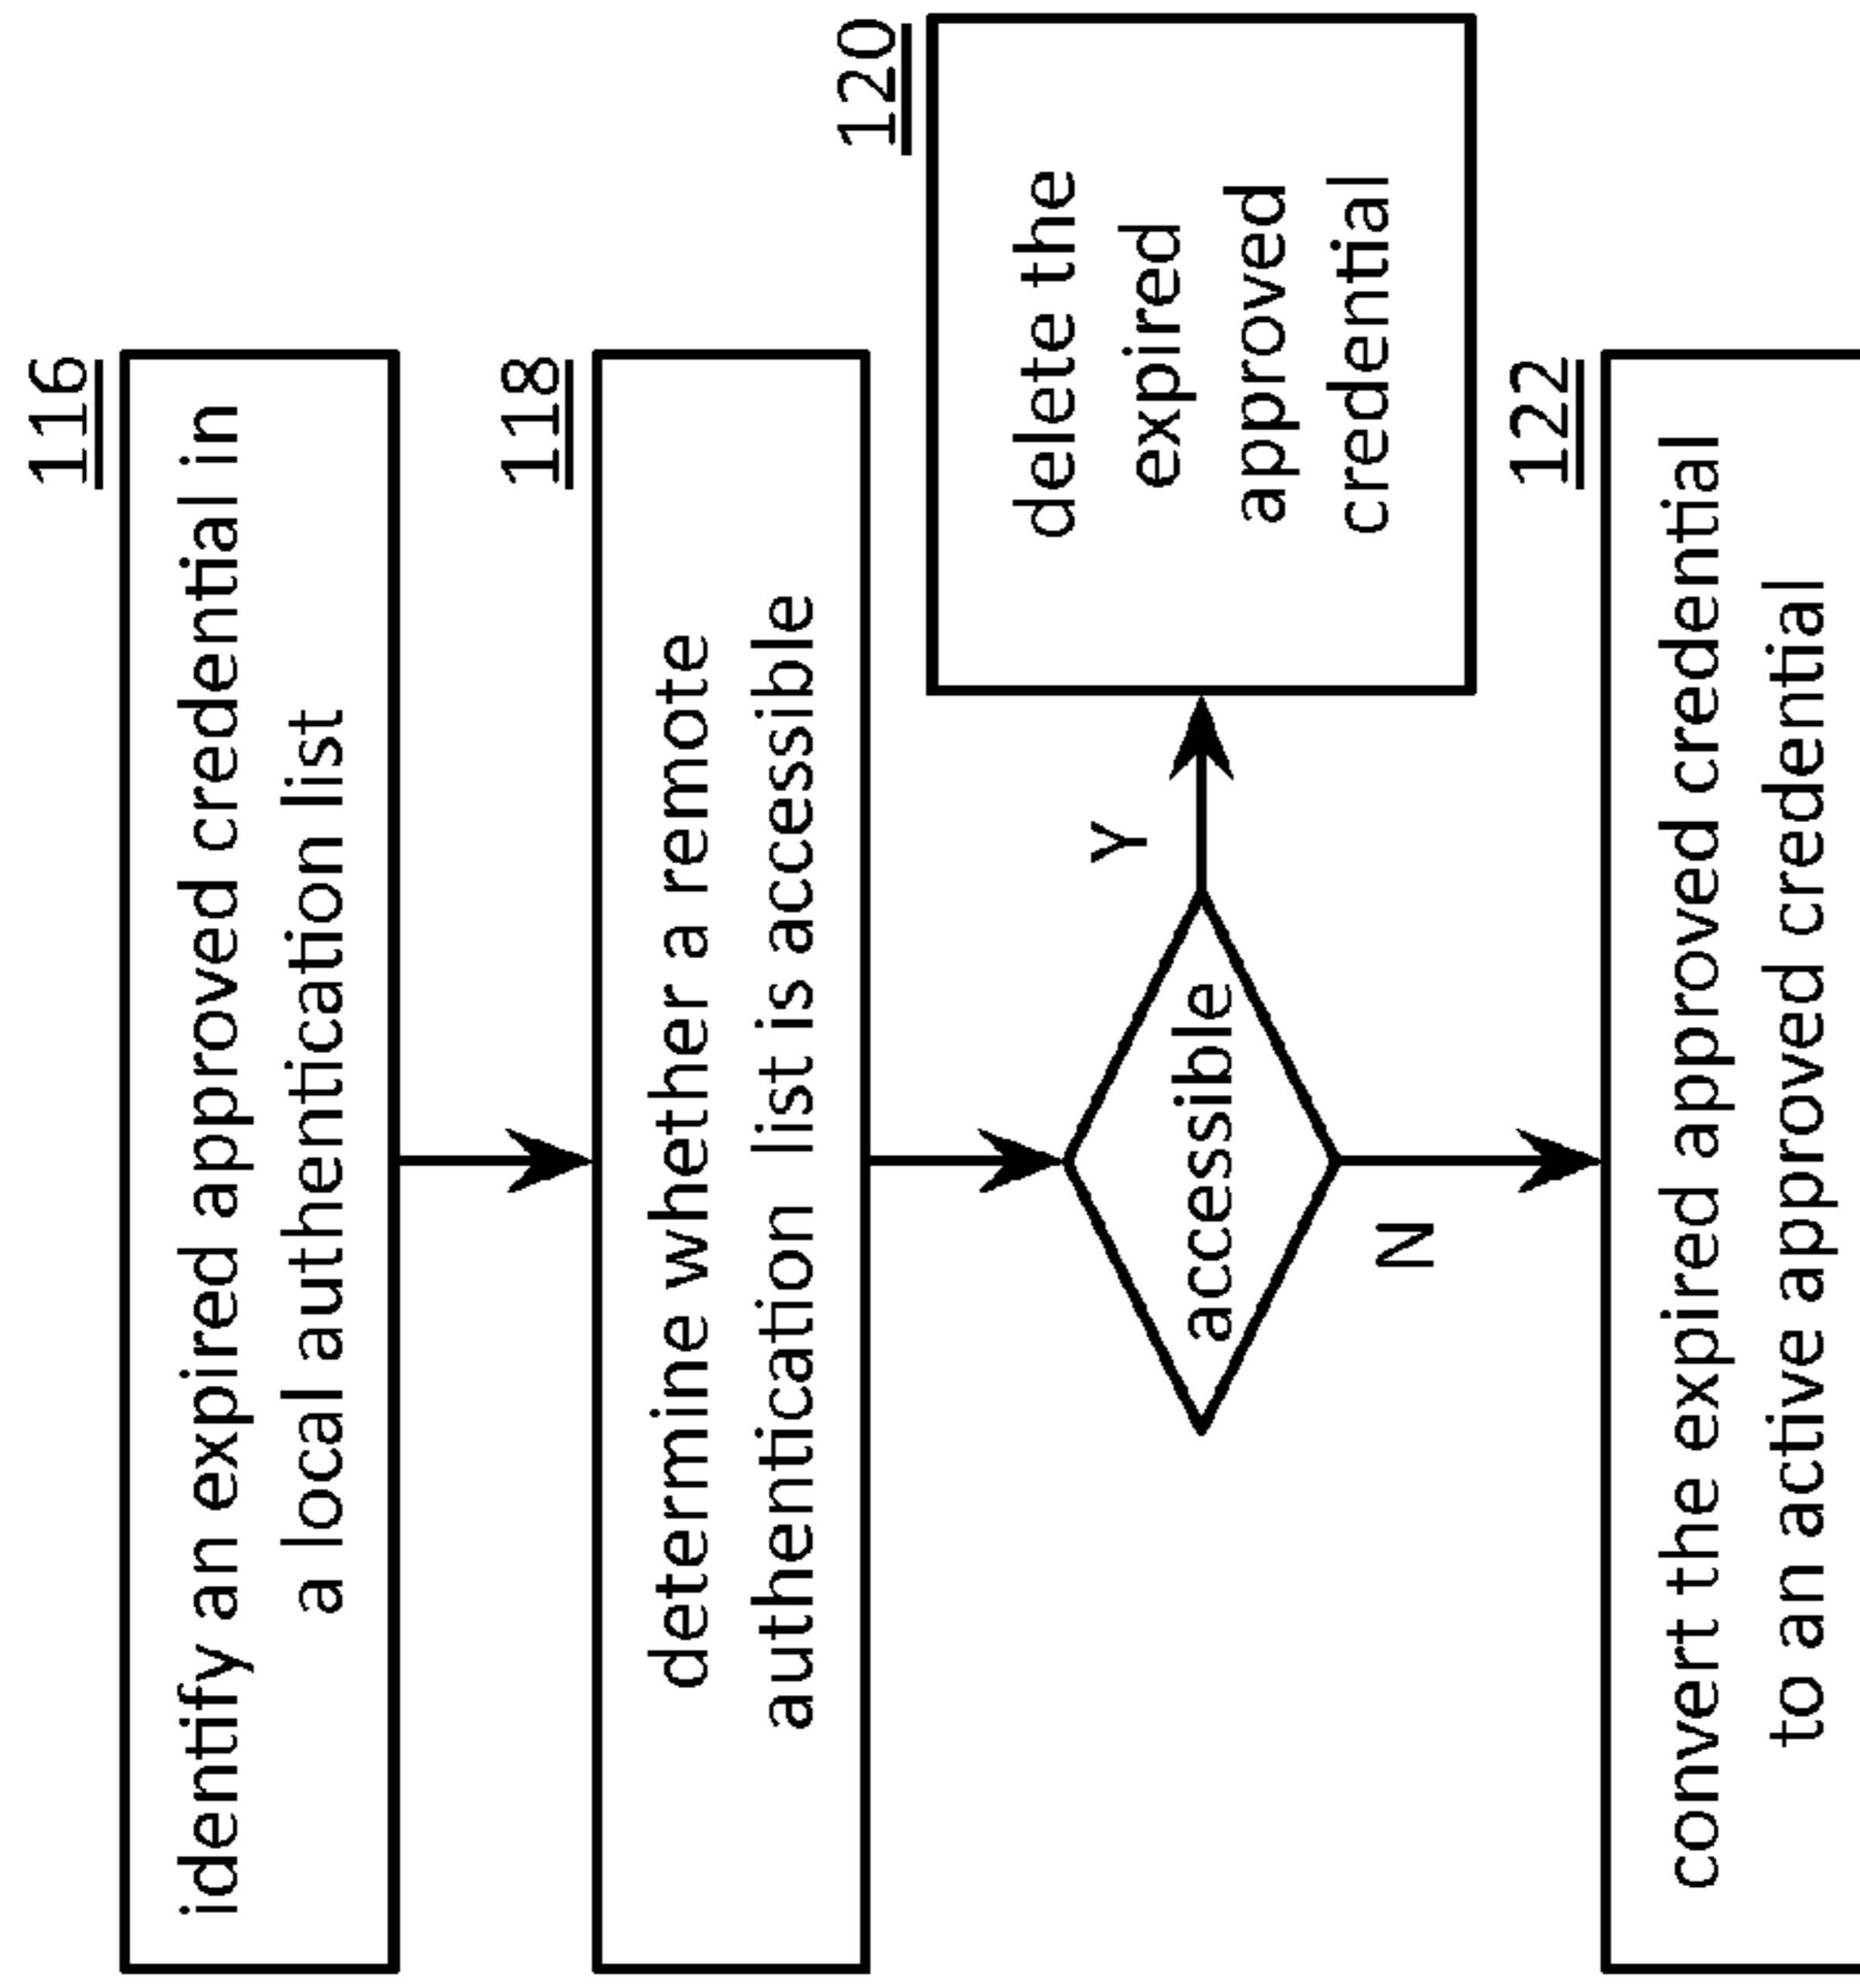 116
identify an expired approved credential in
a local authentication list
118
determine whether a remote
authentication list is accessible
accessible
Y
120
delete the
expired
approved
credential
N
122
convert the expired approved credential
to an active approved credential